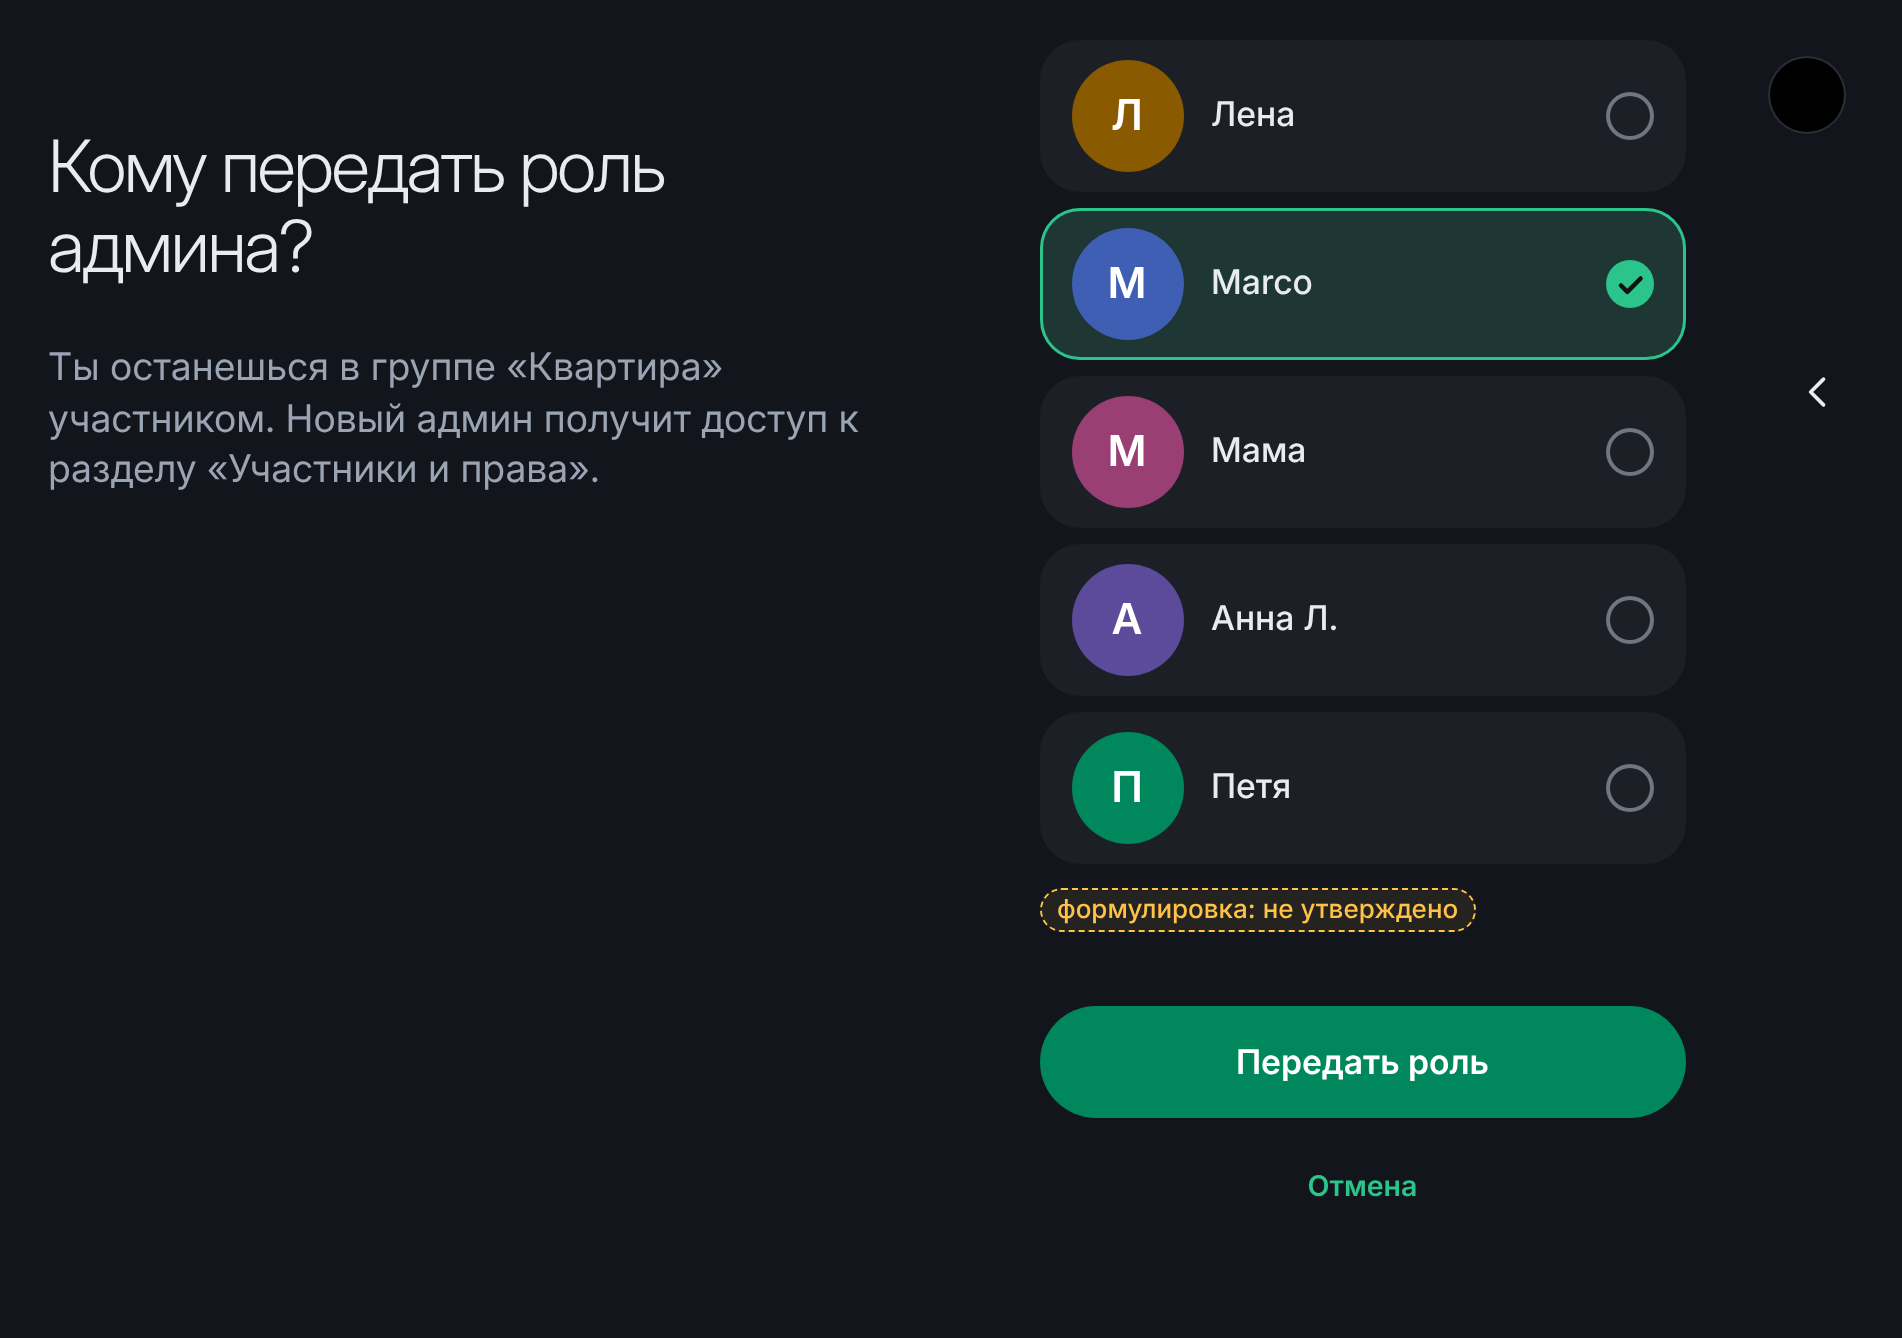 Кому передать роль
админа?
Ты останешься в группе «Квартира»
участником. Новый админ получит доступ к
разделу «Участники и права».
Л Лена
M Marco
М Мама
А Анна Л.
П Петя
формулировка: не утверждено
Передать роль
Отмена